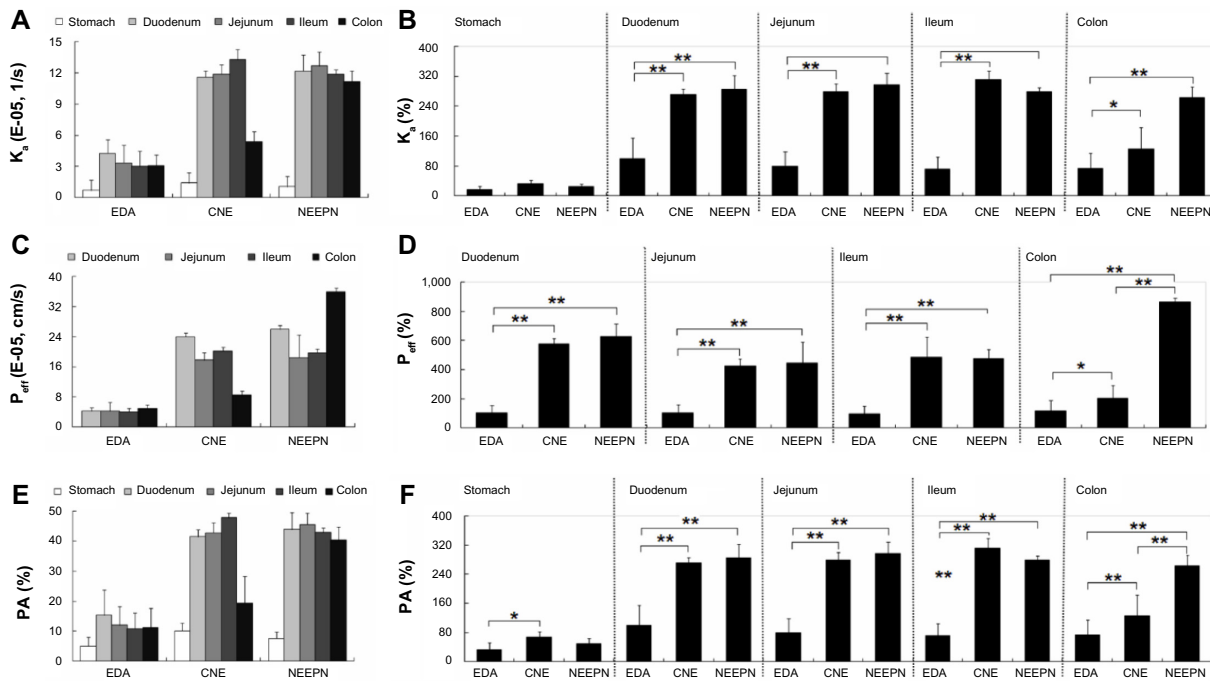 A
Stomach Duodenum Jejunum Ileum Colon
Kₐ (E-05, 1/s)
15
12
9
6
3
0
EDA CNE NEEPN
B
Stomach Duodenum Jejunum Ileum Colon
Kₐ (%)
400
320
240
160
80
0
** ** ** ** ** *
EDA CNE NEEPN EDA CNE NEEPN EDA CNE NEEPN EDA CNE NEEPN EDA CNE NEEPN
C
Duodenum Jejunum Ileum Colon
P_eff (E-05, cm/s)
40
32
24
16
8
4
0
EDA CNE NEEPN
D
Duodenum Jejunum Ileum Colon
P_eff (%)
1,000
800
600
400
200
0
** ** ** ** ** ** ** ** *
EDA CNE NEEPN EDA CNE NEEPN EDA CNE NEEPN EDA CNE NEEPN
E
Stomach Duodenum Jejunum Ileum Colon
PA (%)
50
40
30
20
10
0
EDA CNE NEEPN
F
Stomach Duodenum Jejunum Ileum Colon
PA (%)
400
320
240
160
80
0
* ** ** ** ** ** ** ** ** ** **
EDA CNE NEEPN EDA CNE NEEPN EDA CNE NEEPN EDA CNE NEEPN EDA CNE NEEPN